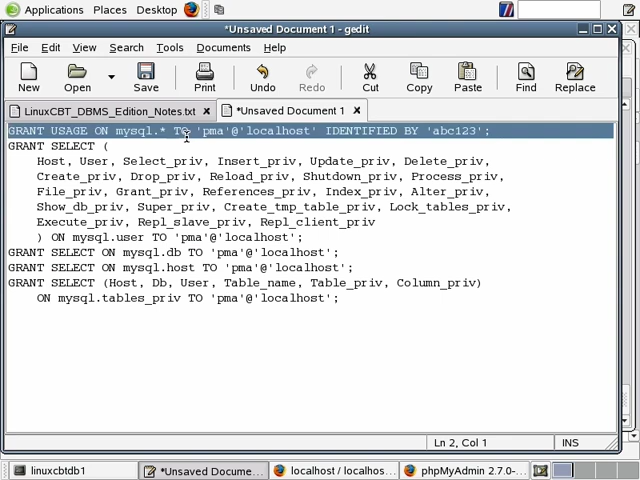 Applications Places Desktop
*Unsaved Document 1 - gedit
File Edit View Search Tools Documents Help
New Open Save Print Undo Redo Cut Copy Paste Find Replace
LinuxCBT_DBMS_Edition_Notes.txt *Unsaved Document 1
GRANT USAGE ON mysql.* TO 'pma'@'localhost' IDENTIFIED BY 'abc123';
GRANT SELECT (
Host, User, Select_priv, Insert_priv, Update_priv, Delete_priv,
Create_priv, Drop_priv, Reload_priv, Shutdown_priv, Process_priv,
File_priv, Grant_priv, References_priv, Index_priv, Alter_priv,
Show_db_priv, Super_priv, Create_tmp_table_priv, Lock_tables_priv,
Execute_priv, Repl_slave_priv, Repl_client_priv
) ON mysql.user TO 'pma'@'localhost';
GRANT SELECT ON mysql.db TO 'pma'@'localhost';
GRANT SELECT ON mysql.host TO 'pma'@'localhost';
GRANT SELECT (Host, Db, User, Table_name, Table_priv, Column_priv)
ON mysql.tables_priv TO 'pma'@'localhost';
Ln 2, Col 1 INS
linuxcbtdb1 *Unsaved Docume... localhost / localhos... phpMyAdmin 2.7.0-...